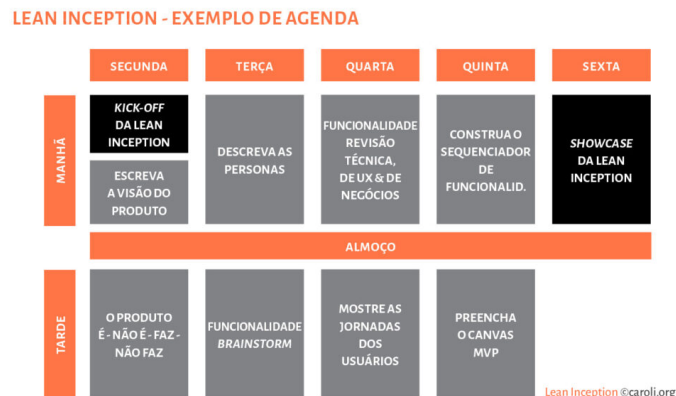 LEAN INCEPTION - EXEMPLO DE AGENDA
SEGUNDA
TERÇA
QUARTA
QUINTA
SEXTA
MANHÃ
KICK-OFF
DA LEAN
INCEPTION
ESCREVA
A VISÃO DO
PRODUTO
DESCREVA AS
PERSONAS
FUNCIONALIDADE
REVISÃO
TÉCNICA,
DE UX & DE
NEGÓCIOS
CONSTRUA O
SEQUENCIADOR
DE
FUNCIONALID.
SHOWCASE
DA LEAN
INCEPTION
ALMOÇO
TARDE
O PRODUTO
É - NÃO É - FAZ -
NÃO FAZ
FUNCIONALIDADE
BRAINSTORM
MOSTRE AS
JORNADAS
DOS
USUÁRIOS
PREENCHA
O CANVAS
MVP
Lean Inception ©caroli.org